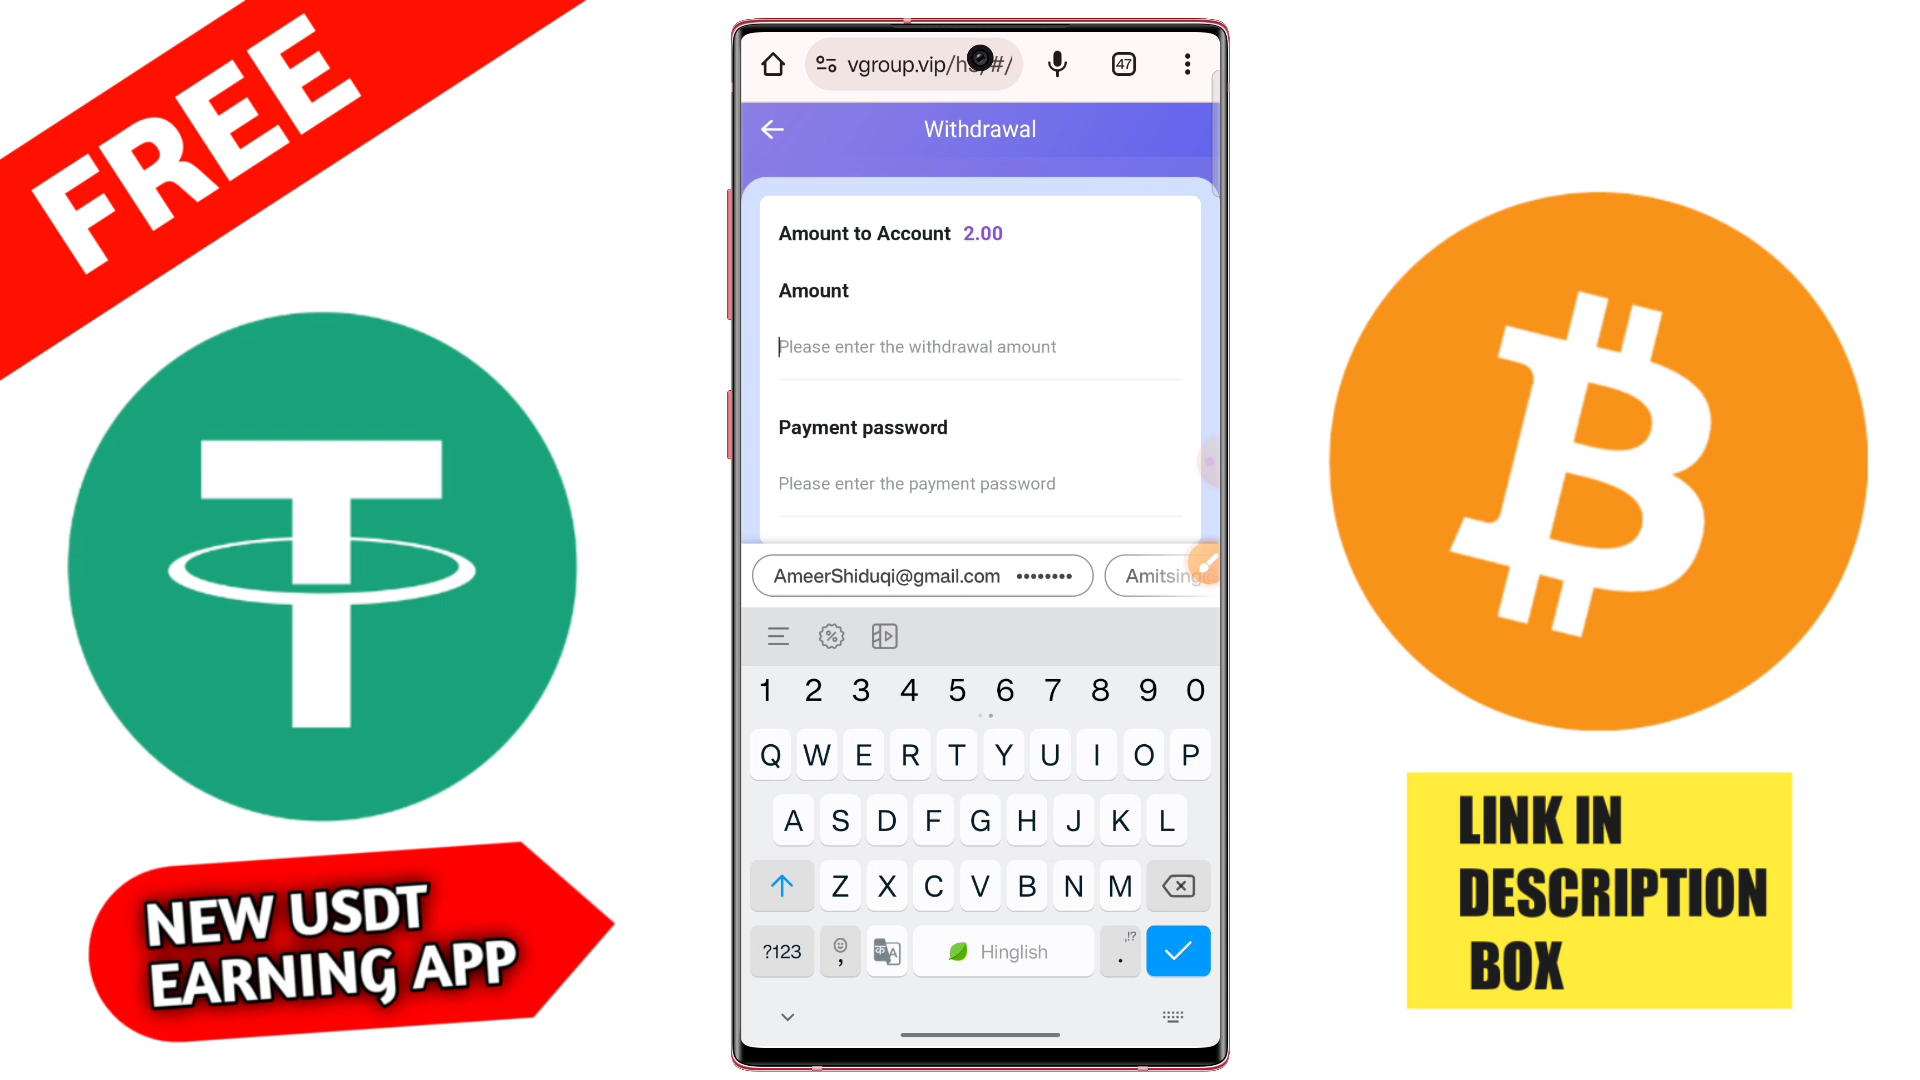 FREE
NEW USDT
EARNING APP
47
Withdrawal
Amount to Account 2.00
Amount
Please enter the withdrawal amount
Payment password
Please enter the payment password
AmeerShiduqi@gmail.com ••••••••
%
1 2 3 4 5 6 7 8 9 0
Q W E R T Y U I O P
A S D F G H J K L
Z X C V B N M
?123 , Hinglish . ,!?
LINK IN
DESCRIPTION
BOX